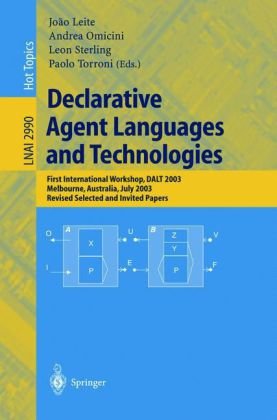 João Leite
Andrea Omicini
Leon Sterling
Paolo Torroni (Eds.)
Hot Topics
LNAI 2990
Declarative
Agent Languages
and Technologies
First International Workshop, DALT 2003
Melbourne, Australia, July 2003
Revised Selected and Invited Papers
A
B
O
X
U
Z
V
Y
I
P
E
P
F
Springer